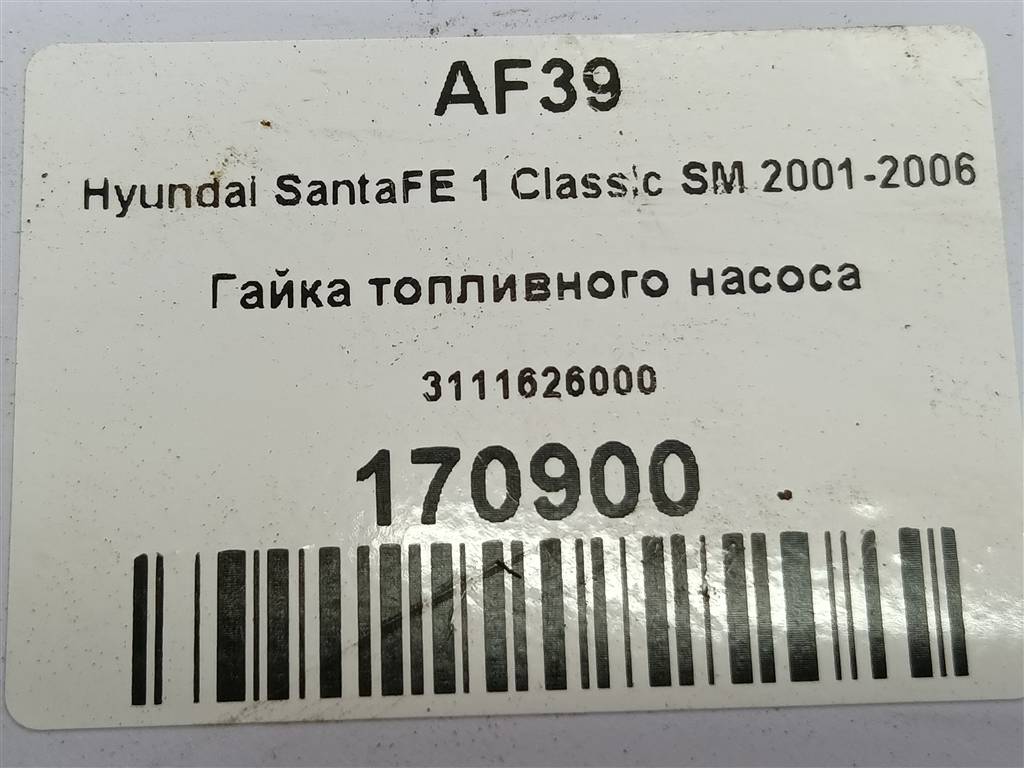 AF39
Hyundai SantaFE 1 Classic SM 2001-2006
Гайка топливного насоса
3111626000
170900